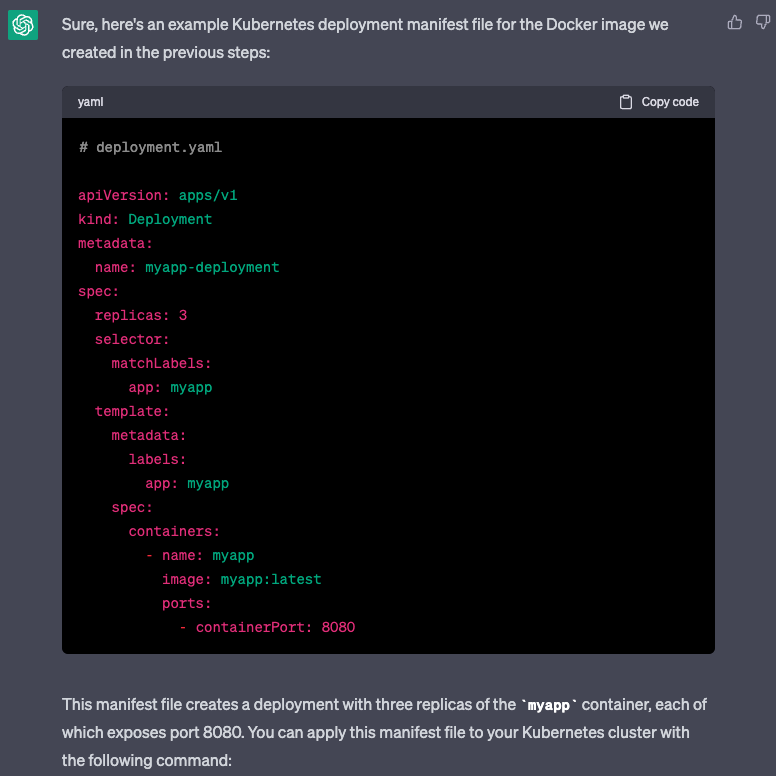 Sure, here's an example Kubernetes deployment manifest file for the Docker image we
created in the previous steps:
yaml
Copy code
# deployment.yaml
apiVersion: apps/v1
kind: Deployment
metadata:
  name: myapp-deployment
spec:
  replicas: 3
  selector:
    matchLabels:
      app: myapp
  template:
    metadata:
      labels:
        app: myapp
    spec:
      containers:
        - name: myapp
          image: myapp:latest
          ports:
            - containerPort: 8080
This manifest file creates a deployment with three replicas of the `myapp` container, each of
which exposes port 8080. You can apply this manifest file to your Kubernetes cluster with
the following command: